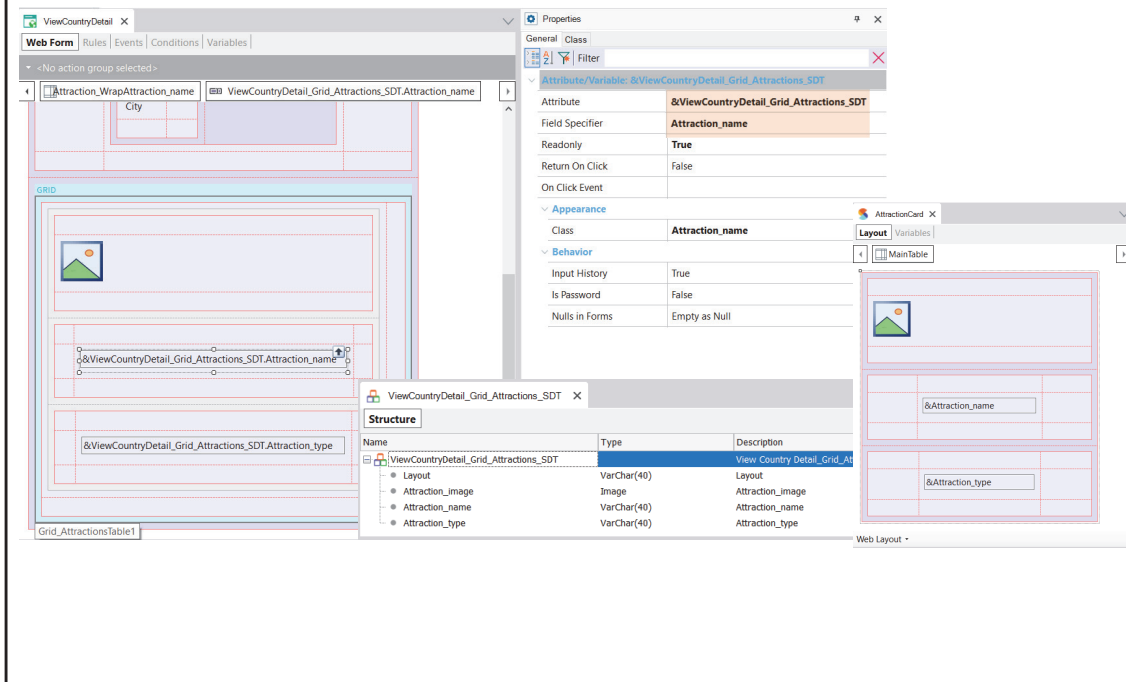 ViewCountryDetail
Web Form Rules Events Conditions Variables
<No action group selected>
Attraction_WrapAttraction_name ViewCountryDetail_Grid_Attractions_SDT.Attraction_name
City
GRID
&ViewCountryDetail_Grid_Attractions_SDT.Attraction_name
&ViewCountryDetail_Grid_Attractions_SDT.Attraction_type
Grid_AttractionsTable1
Properties
General Class
Filter
Attribute/Variable: &ViewCountryDetail_Grid_Attractions_SDT
Attribute &ViewCountryDetail_Grid_Attractions_SDT
Field Specifier Attraction_name
Readonly True
Return On Click False
On Click Event
Appearance
Class Attraction_name
Behavior
Input History True
Is Password False
Nulls in Forms Empty as Null
ViewCountryDetail_Grid_Attractions_SDT
Structure
Name Type Description
ViewCountryDetail_Grid_Attractions_SDT View Country Detail_Grid_At
Layout VarChar(40) Layout
Attraction_image Image Attraction_image
Attraction_name VarChar(40) Attraction_name
Attraction_type VarChar(40) Attraction_type
AttractionCard
Layout Variables
MainTable
&Attraction_name
&Attraction_type
Web Layout